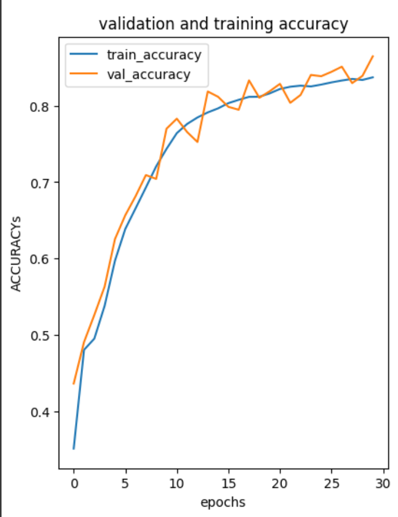 validation and training accuracy
train_accuracy
val_accuracy
0.8
0.7
0.6
0.5
0.4
ACCURACYs
0 5 10 15 20 25 30
epochs